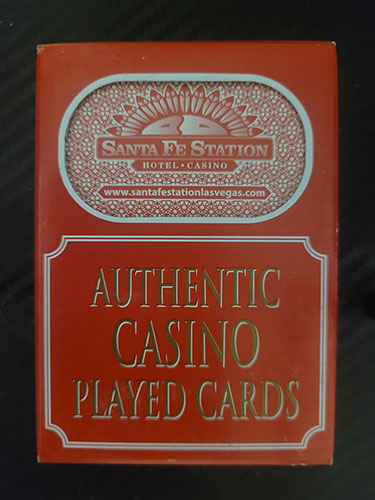 SANTA FE STATION
HOTEL • CASINO
www.santafestationlasvegas.com
AUTHENTIC
CASINO
PLAYED CARDS